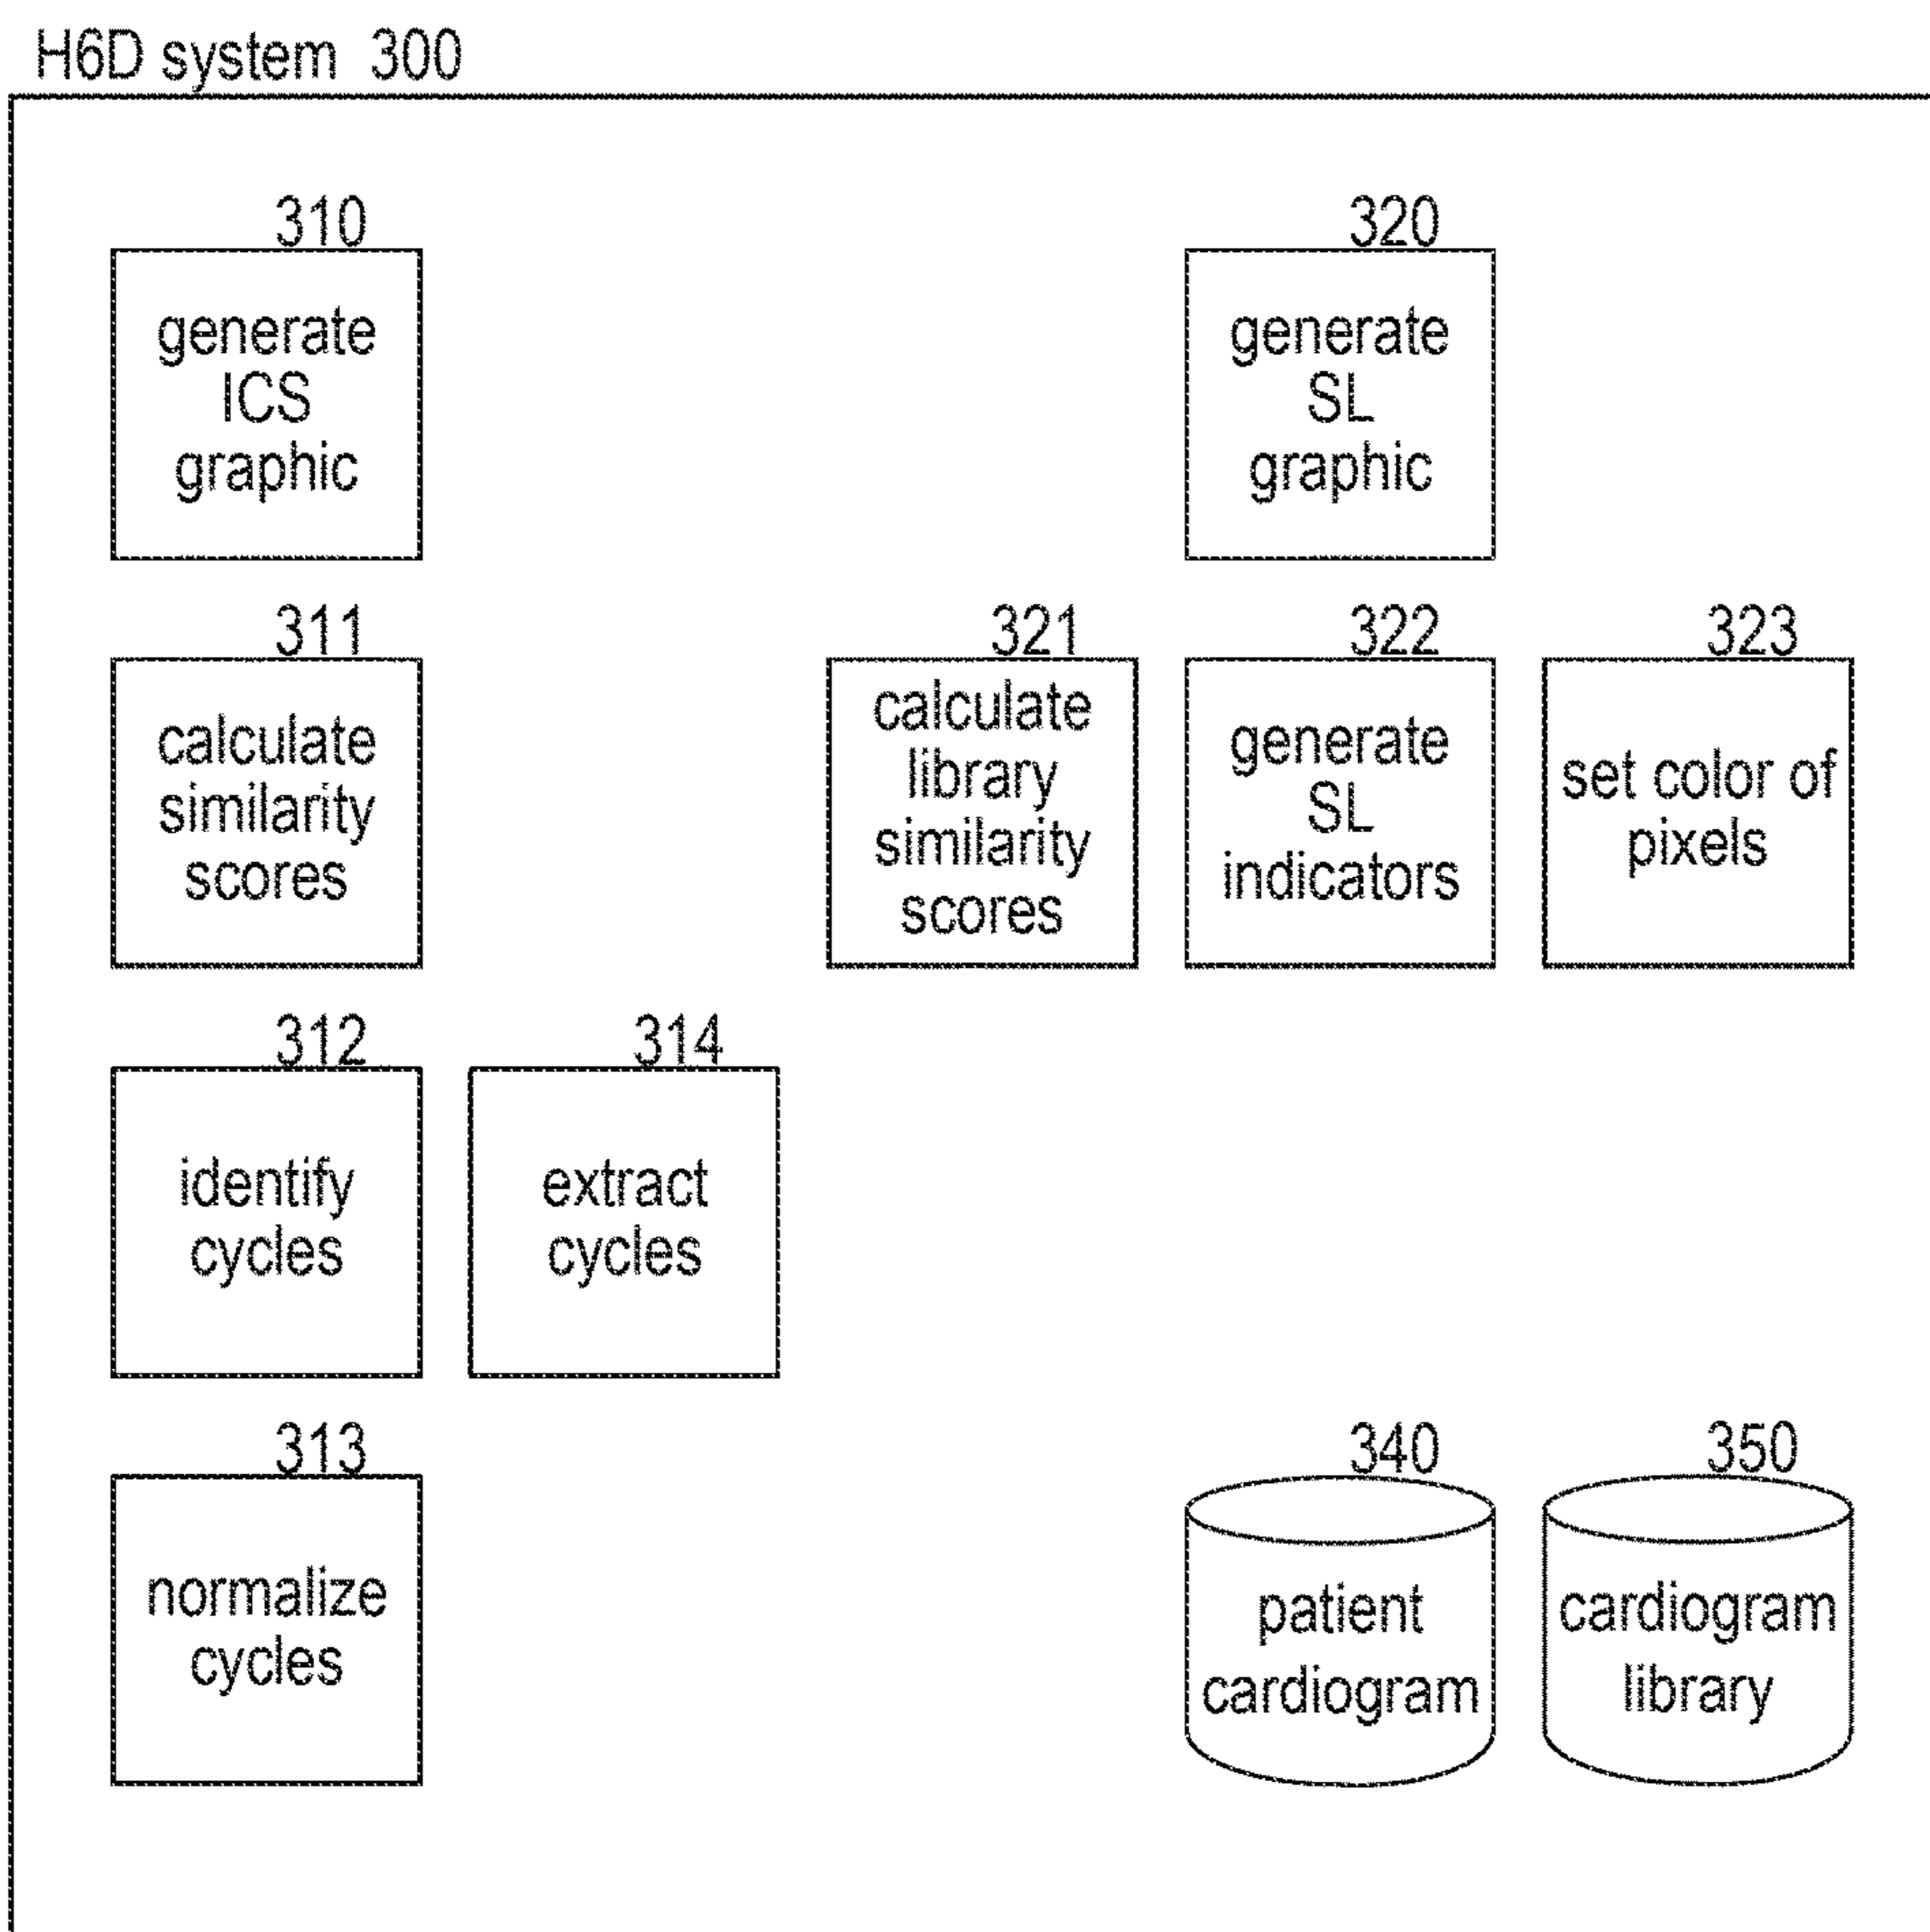 H6D system 300
310
generate
ICS
graphic
320
generate
SL
graphic
311
calculate
similarity
scores
321
calculate
library
similarity
scores
322
generate
SL
indicators
323
set color of
pixels
312
identify
cycles
314
extract
cycles
313
normalize
cycles
340
patient
cardiogram
350
cardiogram
library